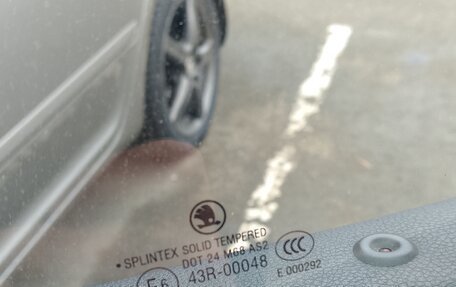 • SPLINTEX SOLID TEMPERED
DOT 24 M68 AS2
E6 43R-00048 CCC
E 000292